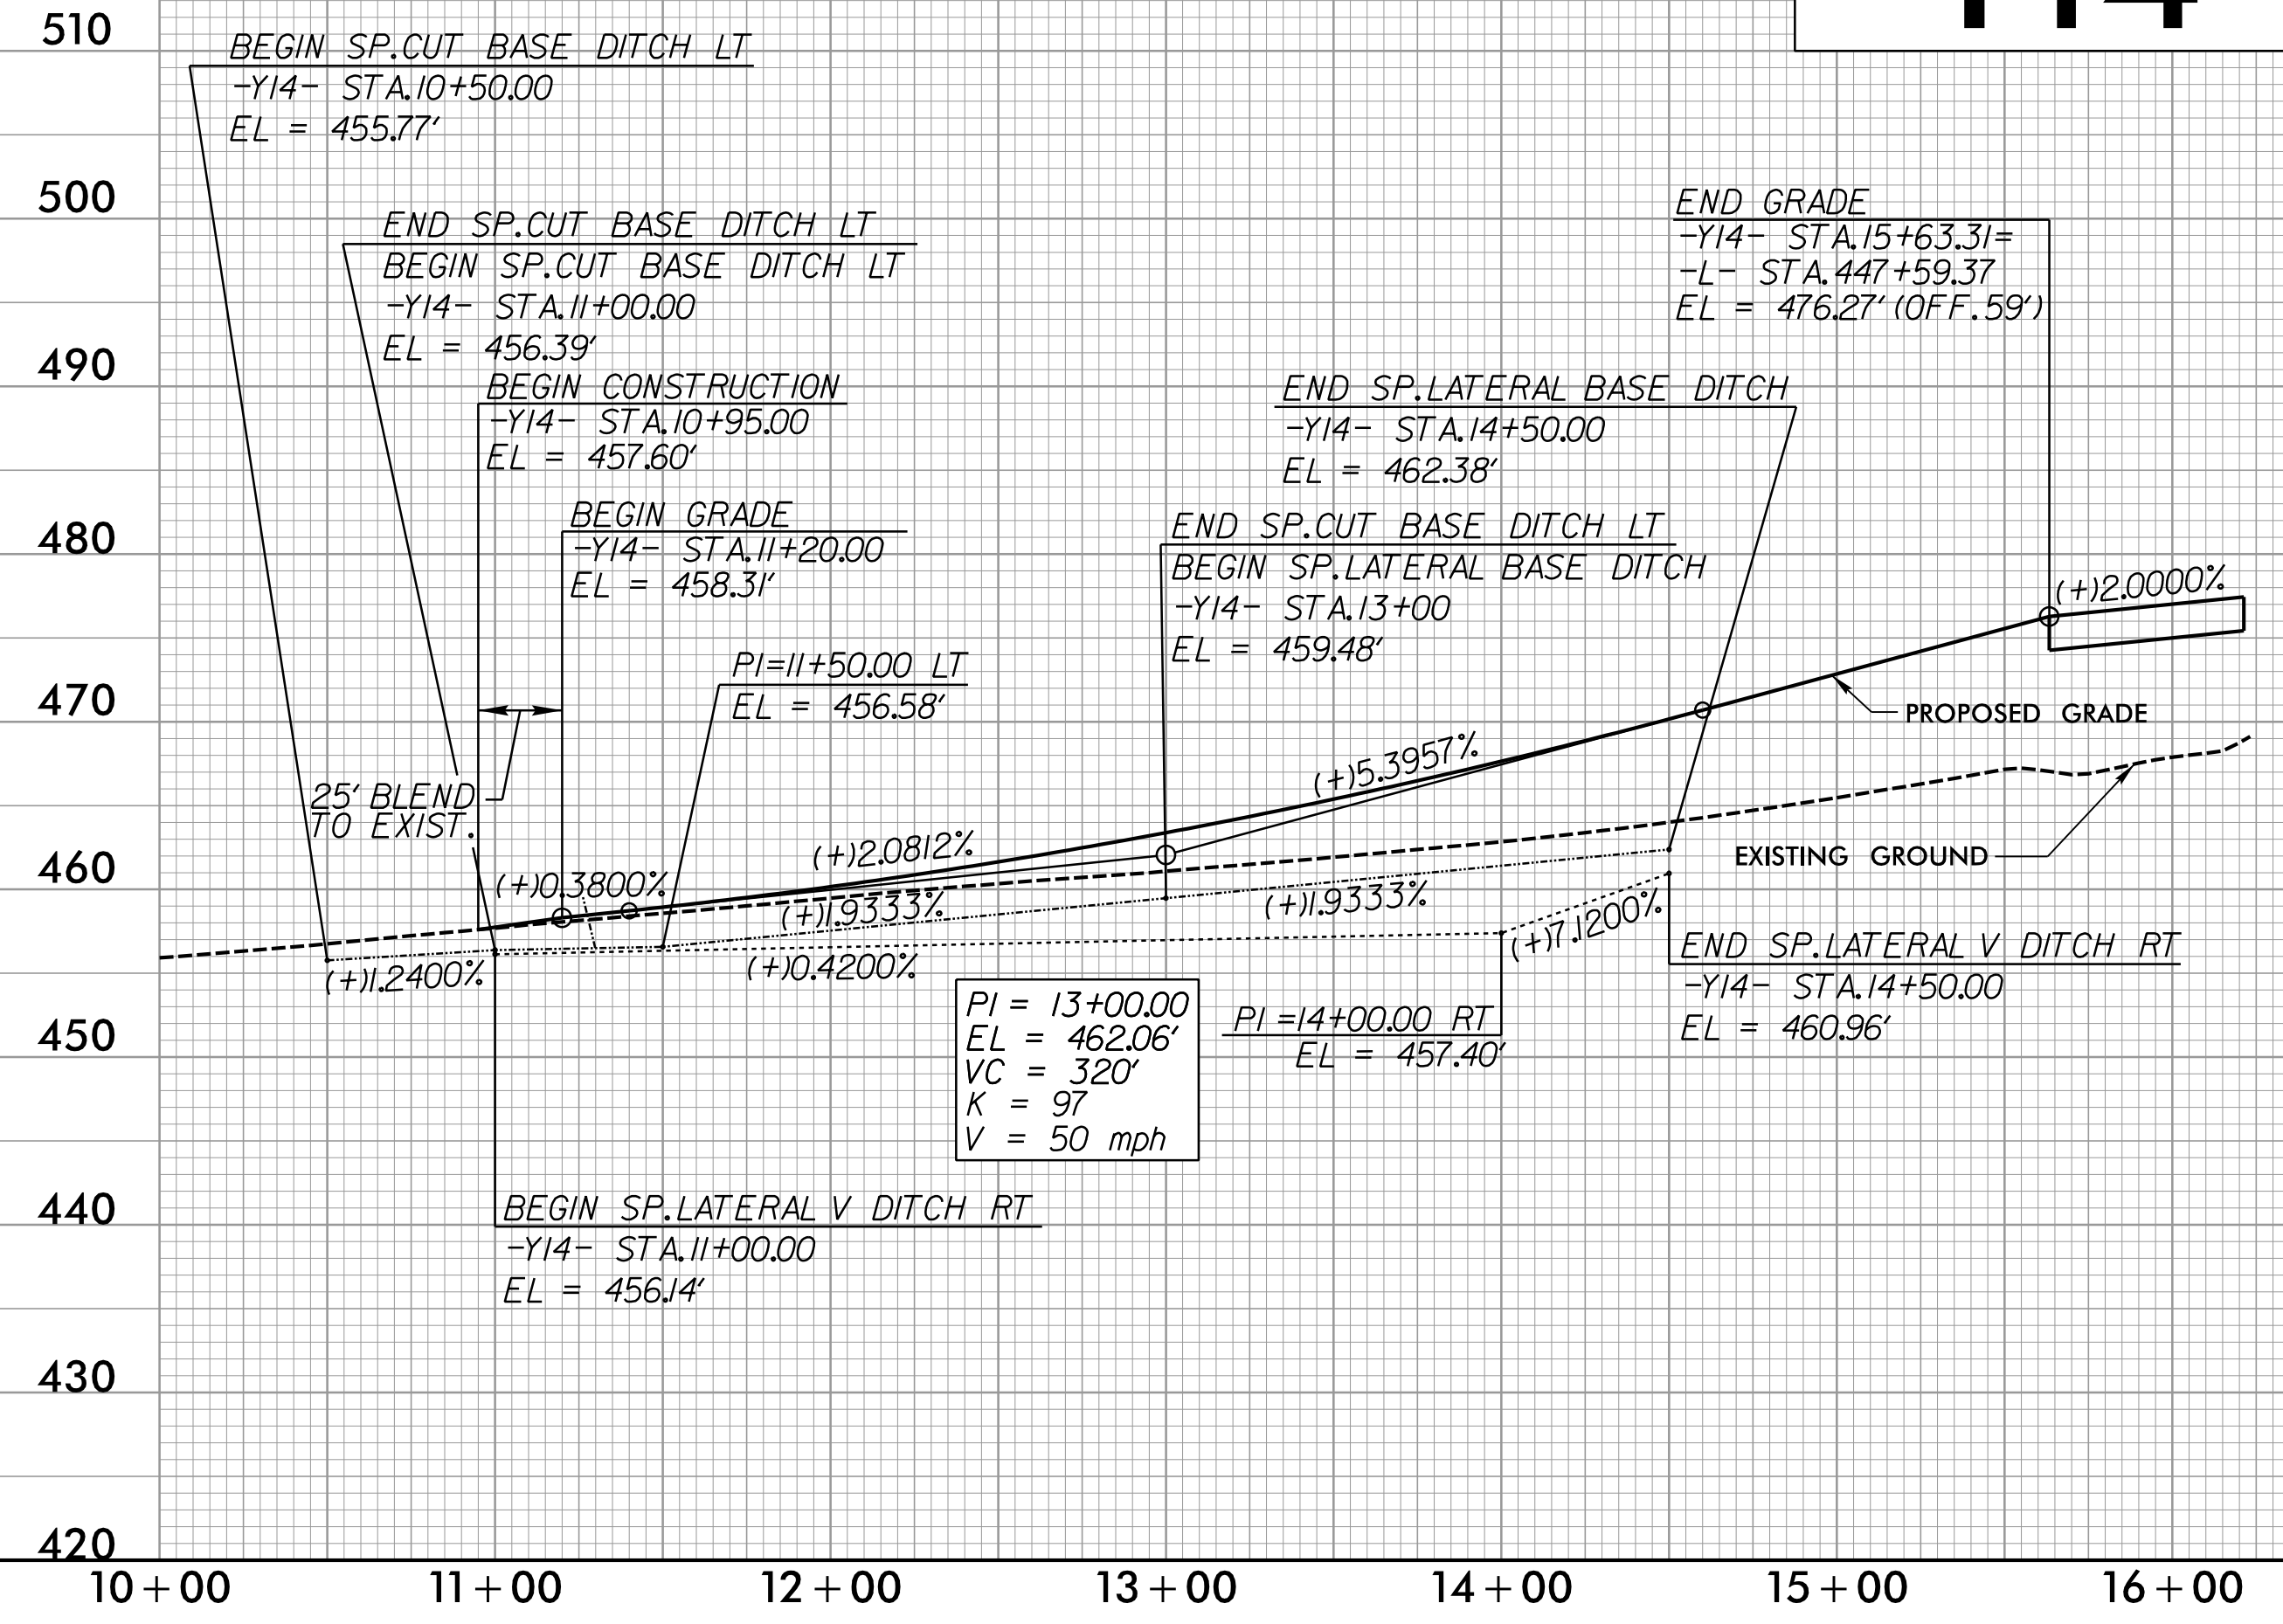 114
510
BEGIN SP.CUT BASE DITCH LT
-Y14- STA.10+50.00
EL = 455.77'
500
END SP.CUT BASE DITCH LT
BEGIN SP.CUT BASE DITCH LT
-Y14- STA.11+00.00
EL = 456.39'
END GRADE
-Y14- STA.15+63.31=
-L- STA.447+59.37
EL = 476.27' (OFF.59')
490
BEGIN CONSTRUCTION
-Y14- STA.10+95.00
EL = 457.60'
END SP.LATERAL BASE DITCH
-Y14- STA.14+50.00
EL = 462.38'
480
BEGIN GRADE
-Y14- STA.11+20.00
EL = 458.31'
END SP.CUT BASE DITCH LT
BEGIN SP.LATERAL BASE DITCH
-Y14- STA.13+00
EL = 459.48'
(+)2.0000%
470
PI=11+50.00 LT
EL = 456.58'
PROPOSED GRADE
25' BLEND
TO EXIST.
(+)5.3957%
460
(+)2.0812%
EXISTING GROUND
(+)0.3800%
(+)1.9333%
(+)1.9333%
(+)7.1200%
(+)1.2400%
(+)0.4200%
END SP.LATERAL V DITCH RT
-Y14- STA.14+50.00
EL = 460.96'
450
PI = 13+00.00
EL = 462.06'
VC = 320'
K = 97
V = 50 mph
PI =14+00.00 RT
EL = 457.40'
440
BEGIN SP.LATERAL V DITCH RT
-Y14- STA.11+00.00
EL = 456.14'
430
420
10+00 11+00 12+00 13+00 14+00 15+00 16+00